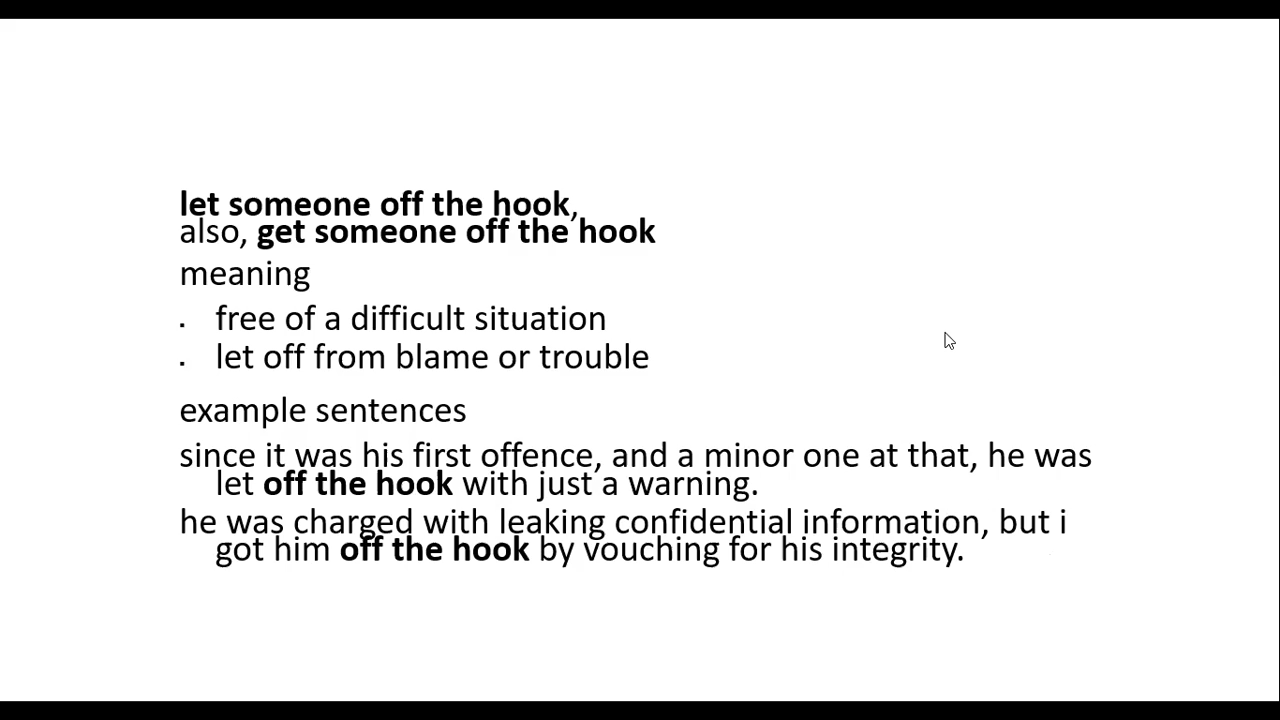 let someone off the hook,
also, get someone off the hook
meaning
▪ free of a difficult situation
▪ let off from blame or trouble
example sentences
since it was his first offence, and a minor one at that, he was
let off the hook with just a warning.
he was charged with leaking confidential information, but i
got him off the hook by vouching for his integrity.